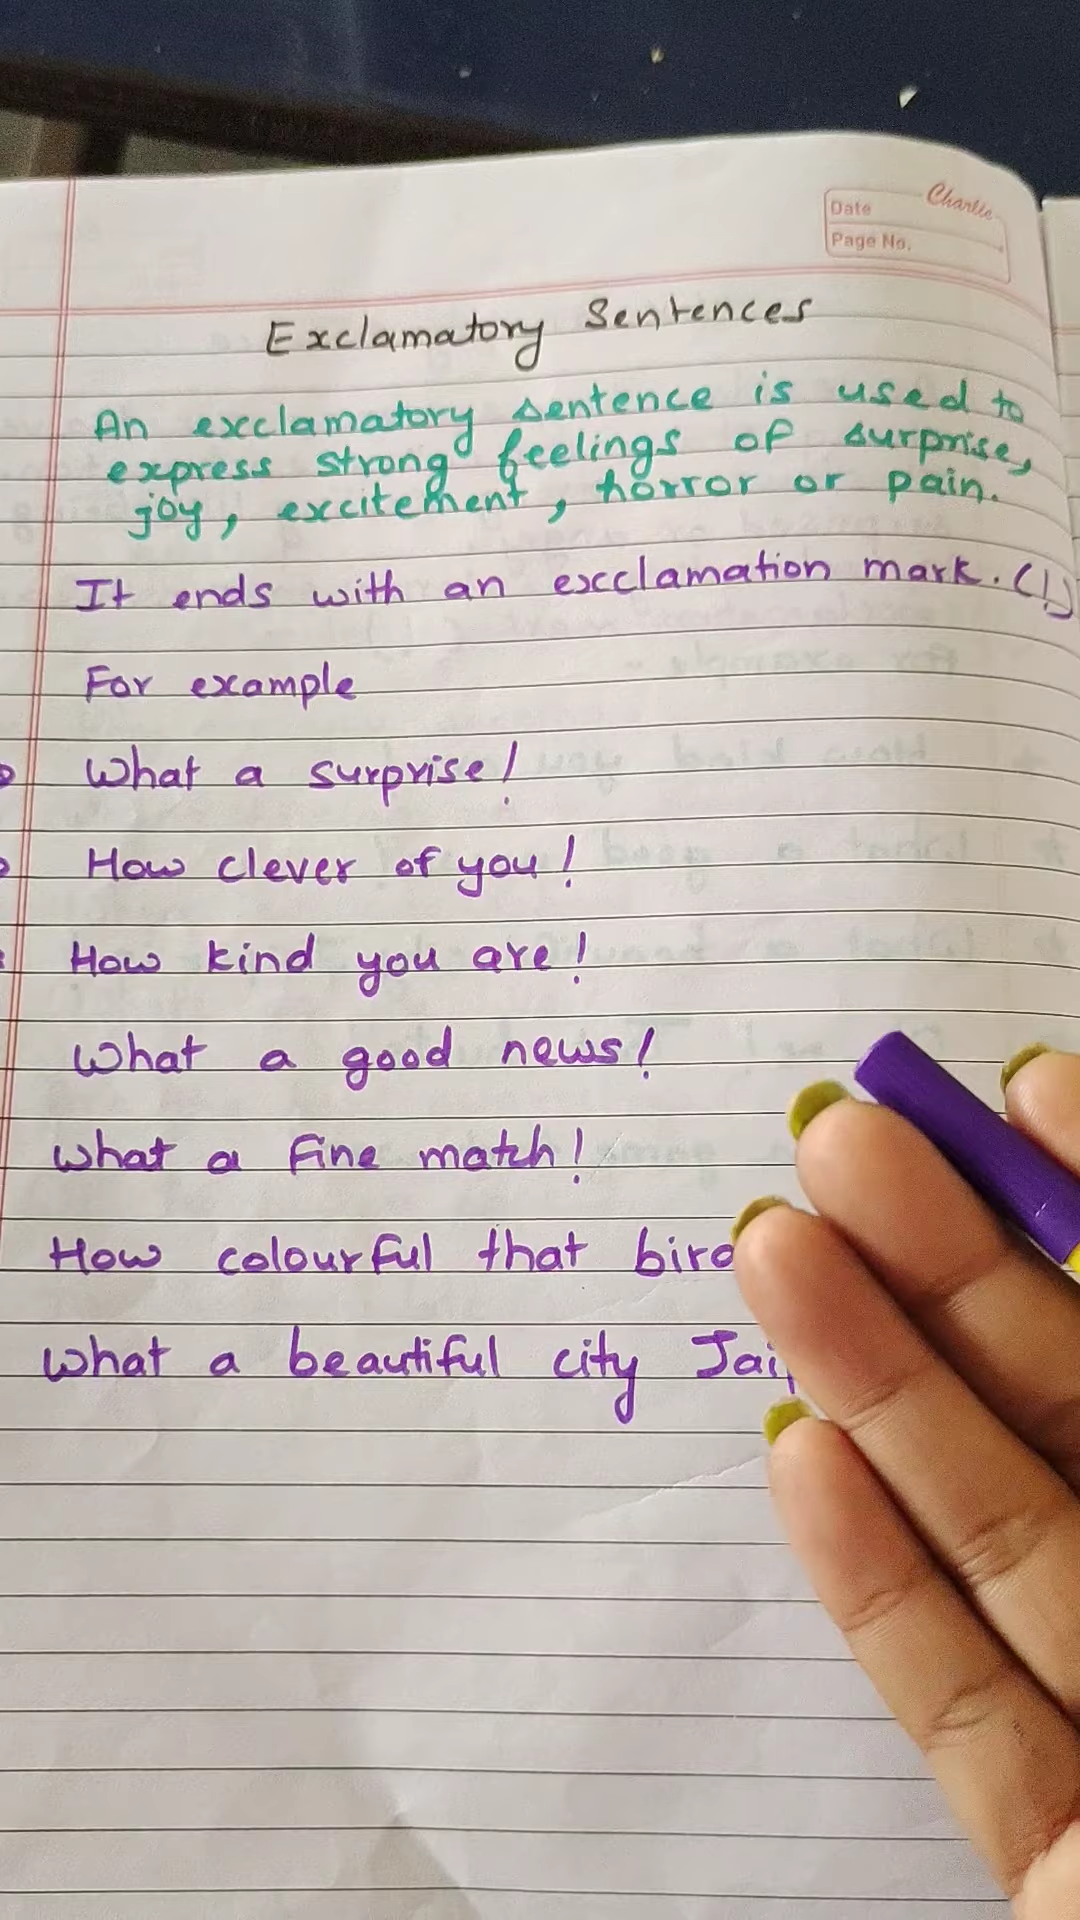 Charlie
Date
Page No.
Exclamatory Sentences
An exclamatory sentence is used to
express strong feelings of surprise,
joy, excitement, horror or pain.
It ends with an exclamation mark. (!)
For example
What a surprise!
How clever of you!
How kind you are!
What a good news!
What a fine match!
How colourful that
What a beautiful city